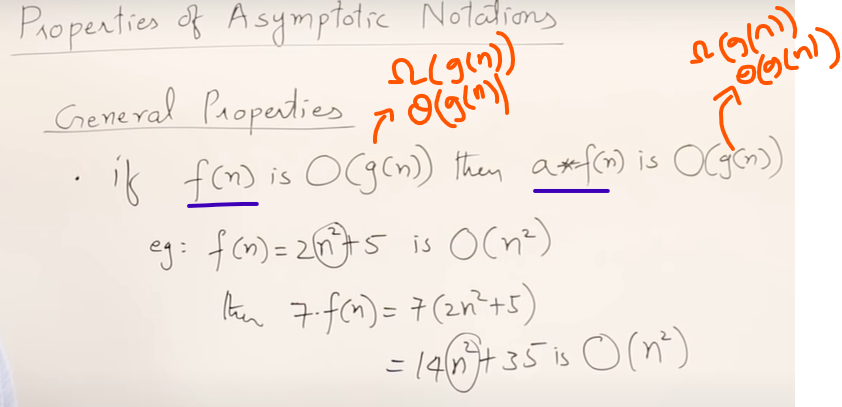 Properties of Asymptotic Notations
Ω(g(n))
θ(g(n))
Ω(g(n))
θ(g(n))
General Properties
· if f(n) is O(g(n)) then a*f(n) is O(g(n))
eg: f(n) = 2n²+5 is O(n²)
then 7·f(n) = 7(2n²+5)
= 14n²+35 is O(n²)